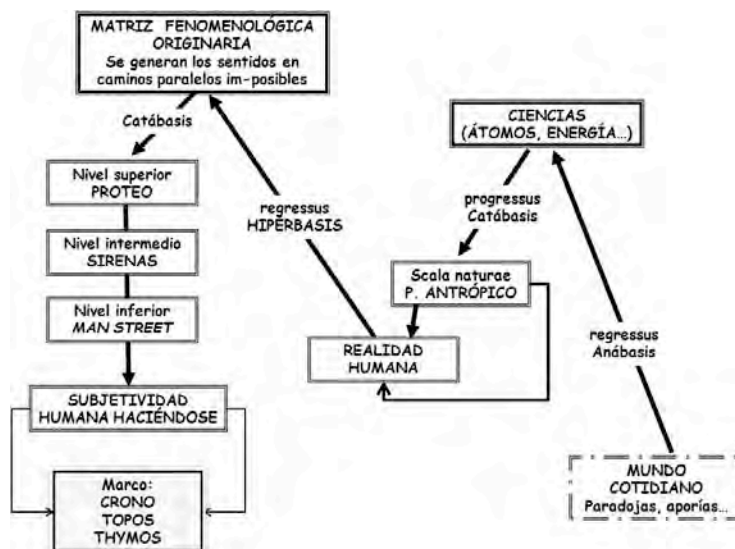 MATRIZ FENOMENOLÓGICA
ORIGINARIA
Se generan los sentidos en
caminos paralelos im-posibles
Catábasis
CIENCIAS
(ÁTOMOS, ENERGÍA...)
Nivel superior
PROTEO
regressus
HIPÉRBASIS
progressus
Catábasis
Nivel intermedio
SIRENAS
Scala naturae
P. ANTRÓPICO
Nivel inferior
MAN STREET
REALIDAD
HUMANA
regressus
Anábasis
SUBJETIVIDAD
HUMANA HACIÉNDOSE
Marco:
CRONO
TOPOS
THYMOS
MUNDO
COTIDIANO
Paradojas, aporías...